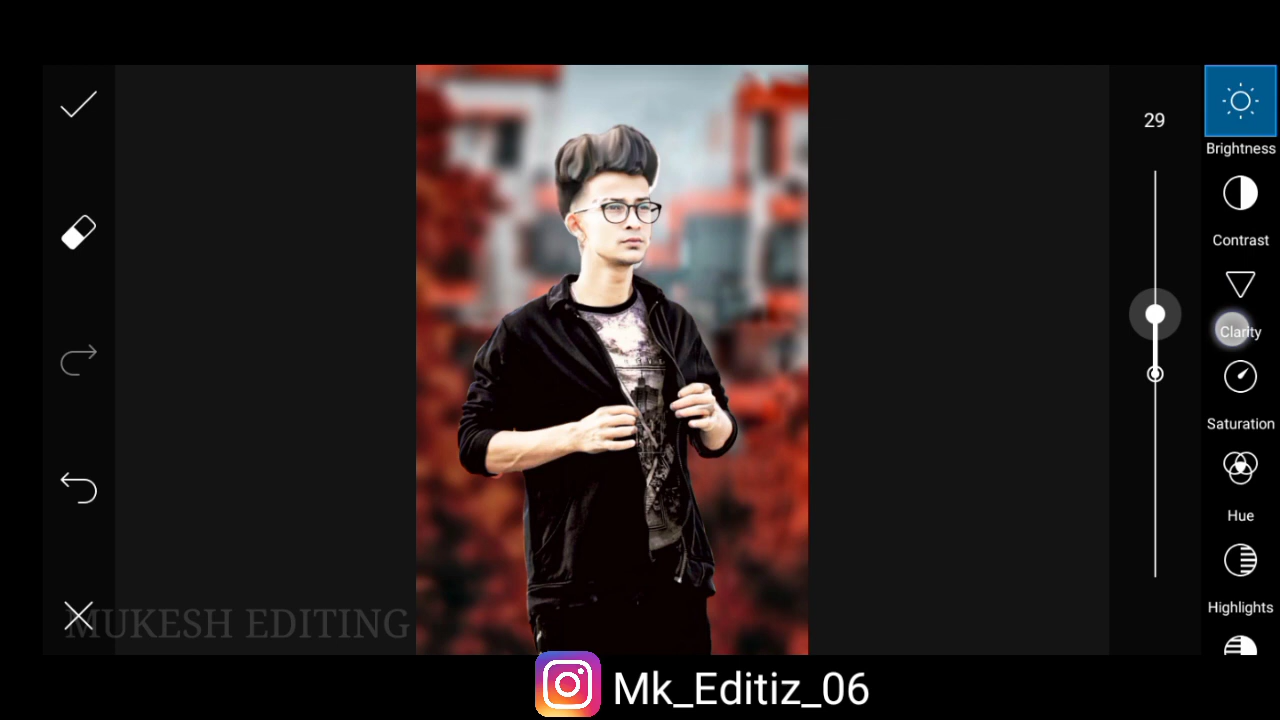 29
Brightness
Contrast
Clarity
Saturation
Hue
Highlights
MUKESH EDITING
Mk_Editiz_06